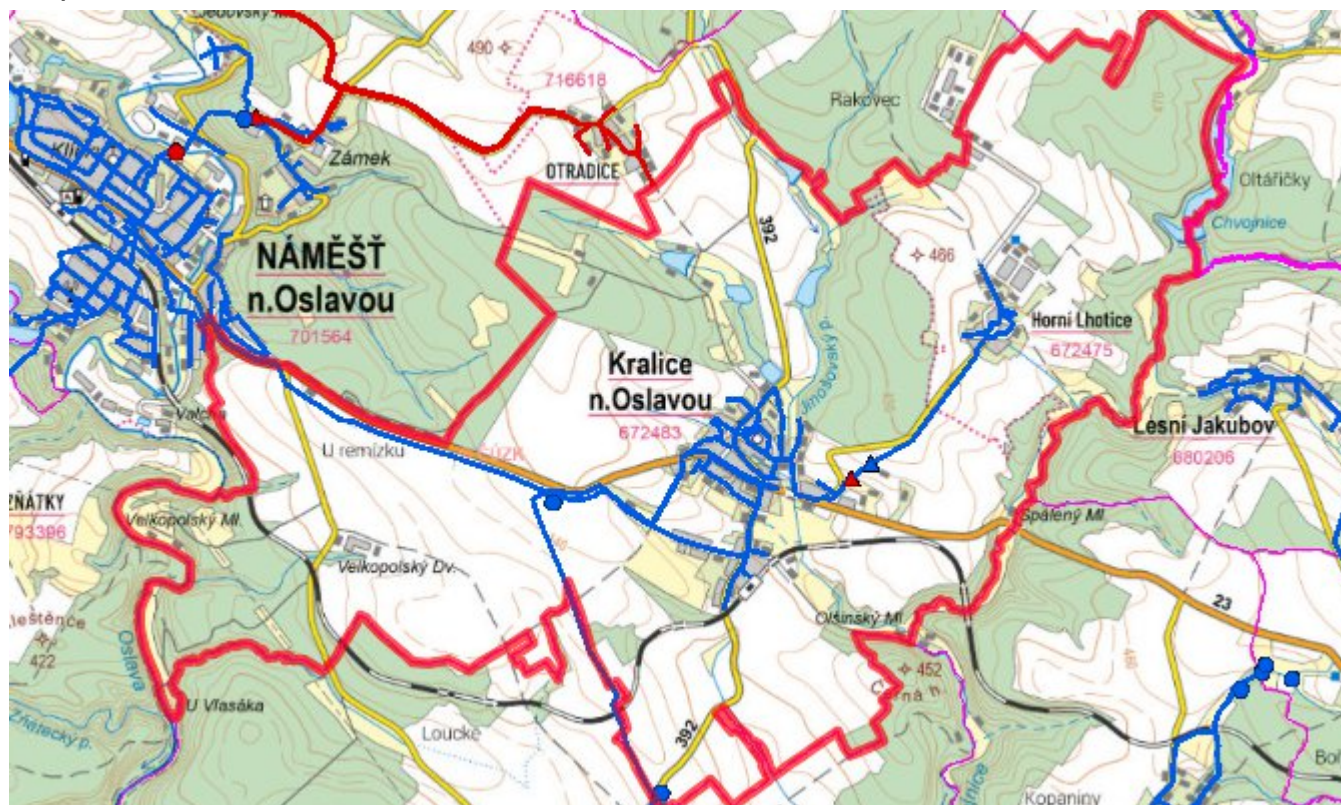 490
716618
Rakovec
Zámek
OTRADICE
392
Oltářičky
Chvojnice
466
NÁMĚŠŤ
n.Oslavou
701564
Horní Lhotice
672475
Kralice
n.Oslavou
672483
Jinošovský p.
Lesní Jakubov
680206
U remízku
Velkopolský Ml.
793396
Spálený Ml
Velkopolský Dv.
23
Olšinský Ml
422
Oslava
452
U Vlasáka
Loucké
392
Kopaniny